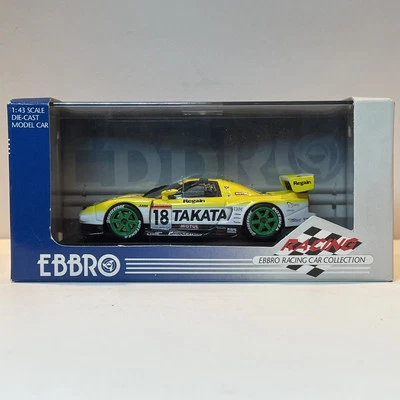 1:43 SCALE
DIE-CAST
MODEL CAR
EBBRO
Regain
Regain
18 TAKATA
MOTUL
EBBRO
RACING
EBBRO RACING CAR COLLECTION